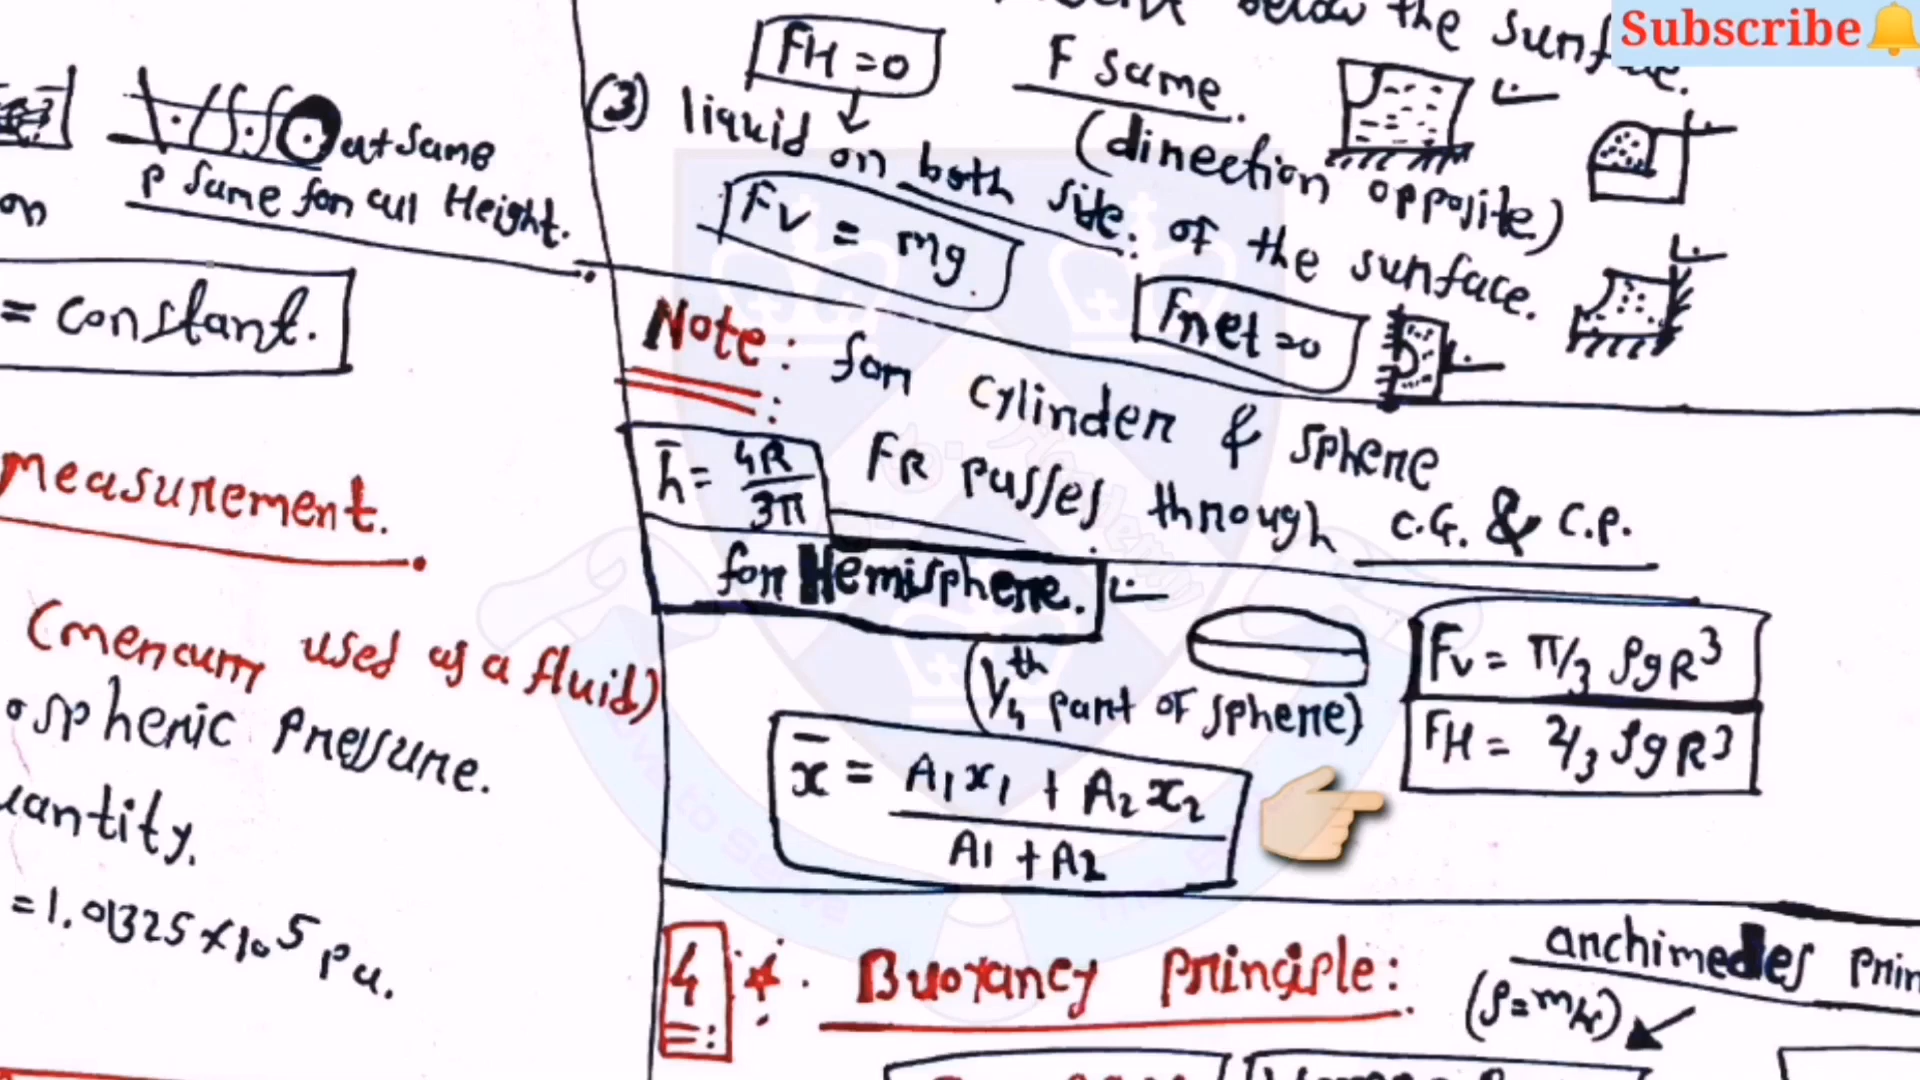 below the surface.
Subscribe
FH = 0
F same.
(3) liquid on both side of the surface.
(direction opposite)
at same
P same for all Height.
on
Fv = mg
Fnet = 0
= constant.
Note: for cylinder & sphere
FR passes through C.G. & C.P.
h̄ = 4R/3π
for Hemisphere.
measurement.
(1/4th part of sphere)
Fv = π/3 ρgR³
FH = 2/3 ρgR³
(mercury used as a fluid)
ospheric pressure.
uantity.
x̄ = A1x1 + A2x2
A1 + A2
= 1.01325 × 10⁵ Pa.
4 Buoyancy principle:
archimedes prin